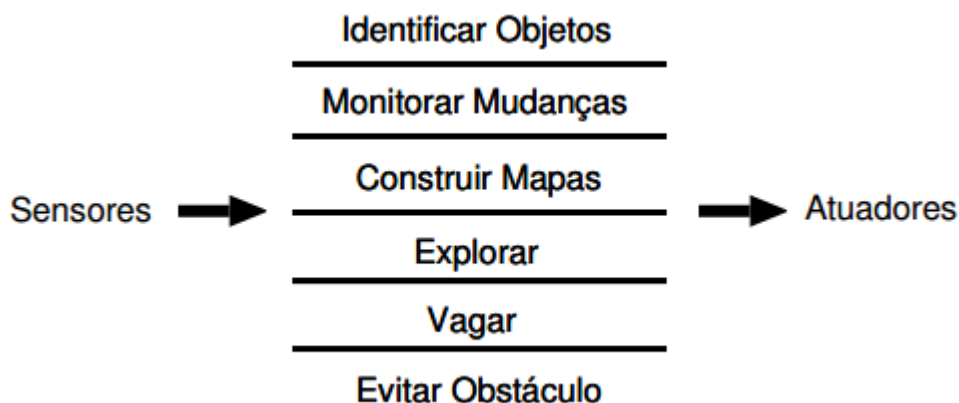 Identificar Objetos
Monitorar Mudanças
Construir Mapas
Sensores
Atuadores
Explorar
Vagar
Evitar Obstáculo